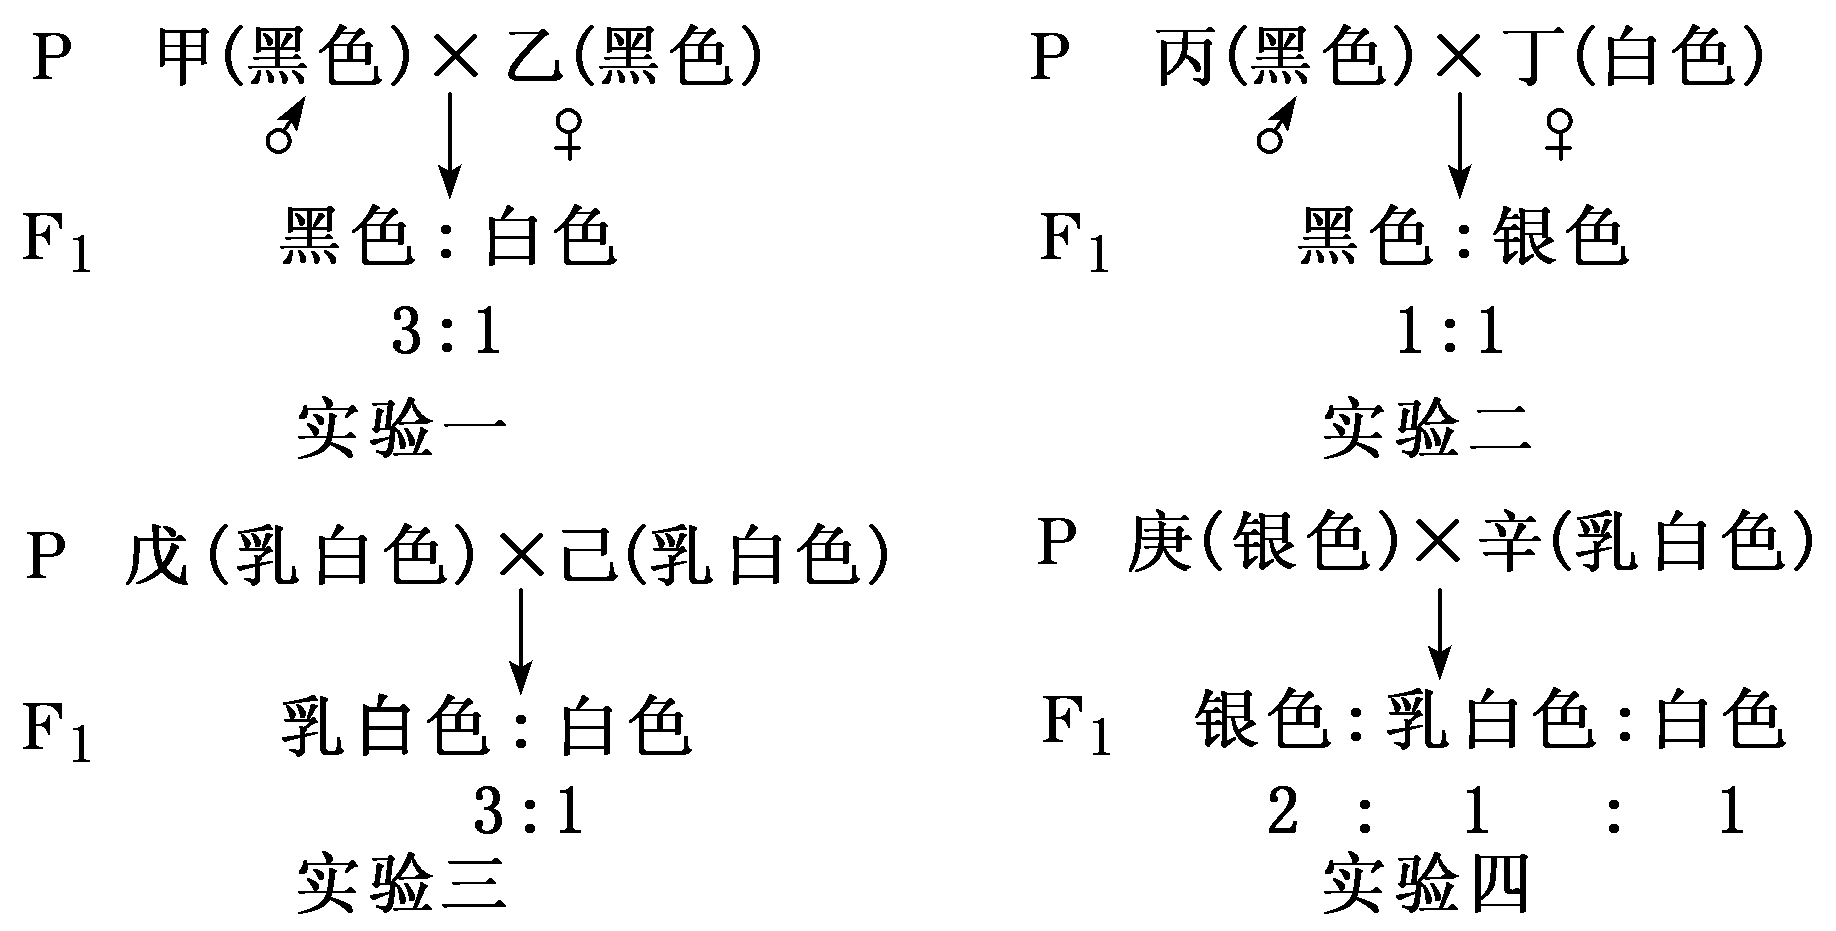 P 甲(黑色)×乙(黑色)
♂ ♀
F₁ 黑色:白色
3:1
实验一
P 丙(黑色)×丁(白色)
♂ ♀
F₁ 黑色:银色
1:1
实验二
P 戊(乳白色)×己(乳白色)
F₁ 乳白色:白色
3:1
实验三
P 庚(银色)×辛(乳白色)
F₁ 银色:乳白色:白色
2 : 1 : 1
实验四